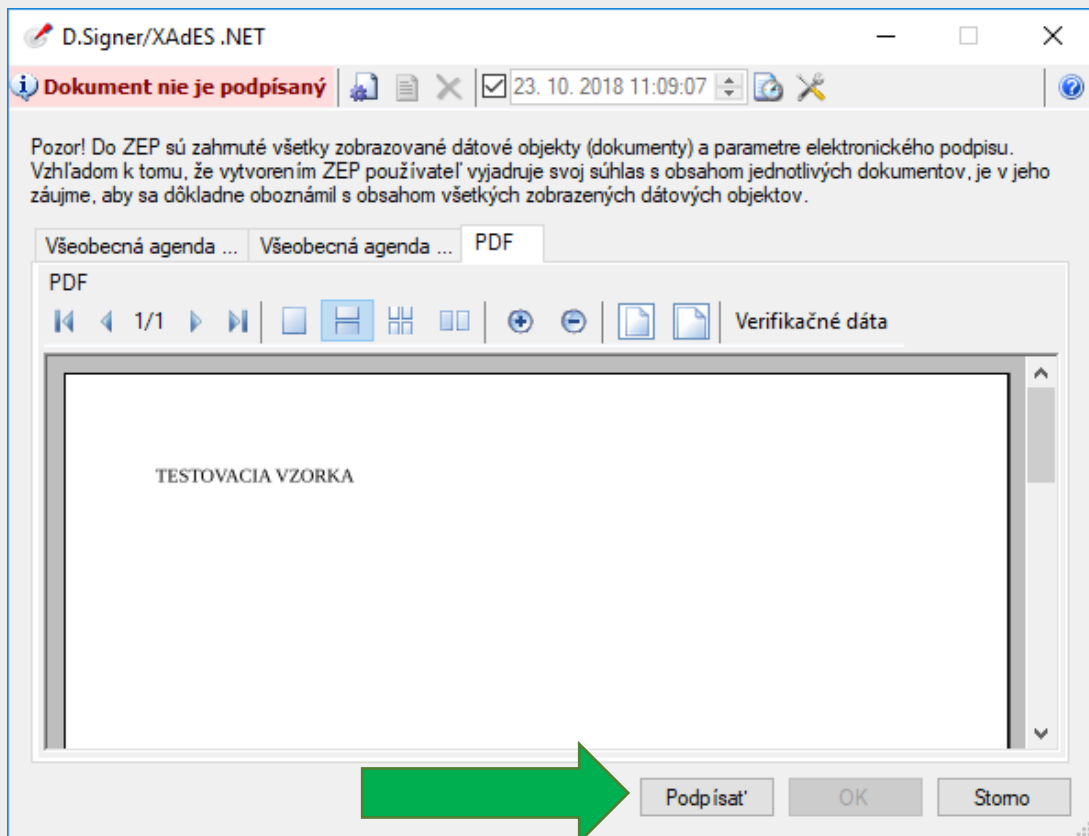 D.Signer/XAdES .NET
Dokument nie je podpísaný
23. 10. 2018 11:09:07
Pozor! Do ZEP sú zahrnuté všetky zobrazované dátové objekty (dokumenty) a parametre elektronického podpisu.
Vzhľadom k tomu, že vytvorením ZEP používateľ vyjadruje svoj súhlas s obsahom jednotlivých dokumentov, je v jeho
záujme, aby sa dôkladne oboznámil s obsahom všetkých zobrazených dátových objektov.
Všeobecná agenda ... Všeobecná agenda ... PDF
PDF
1/1 Verifikačné dáta
TESTOVACIA VZORKA
Podpísať OK Storno